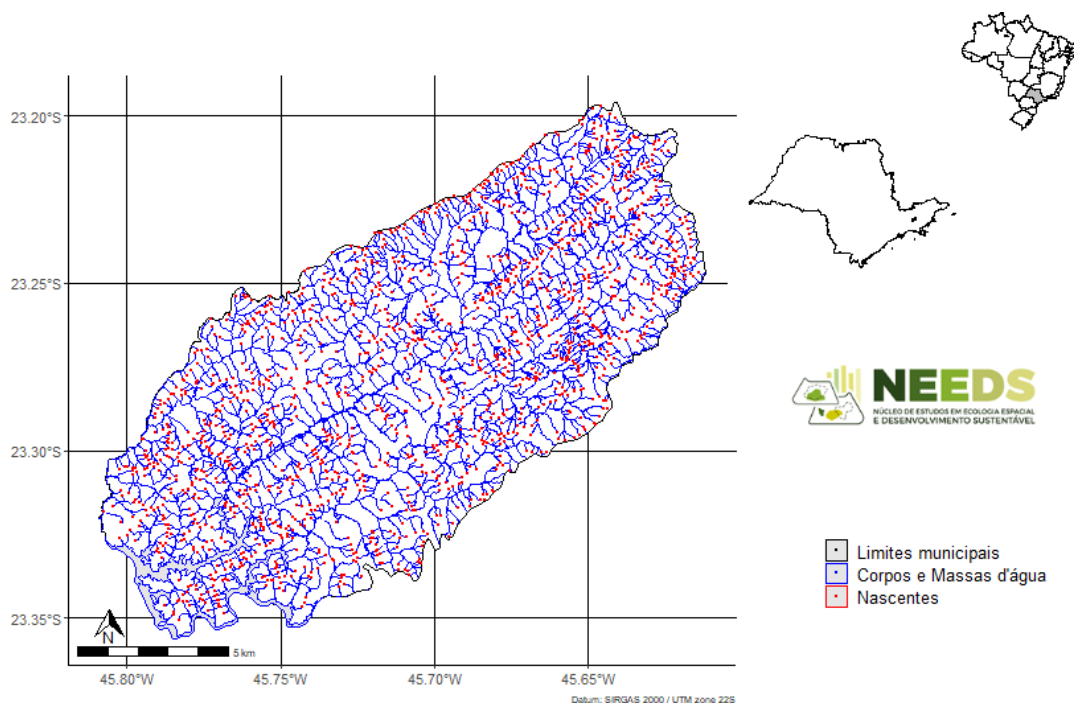 23.20°S
23.25°S
23.30°S
23.35°S
N
5 km
45.80°W
45.75°W
45.70°W
45.65°W
Datum: SIRGAS 2000 / UTM zone 22S
NEEDS
NÚCLEO DE ESTUDOS EM ECOLOGIA ESPACIAL
E DESENVOLVIMENTO SUSTENTÁVEL
Limites municipais
Corpos e Massas d'água
Nascentes